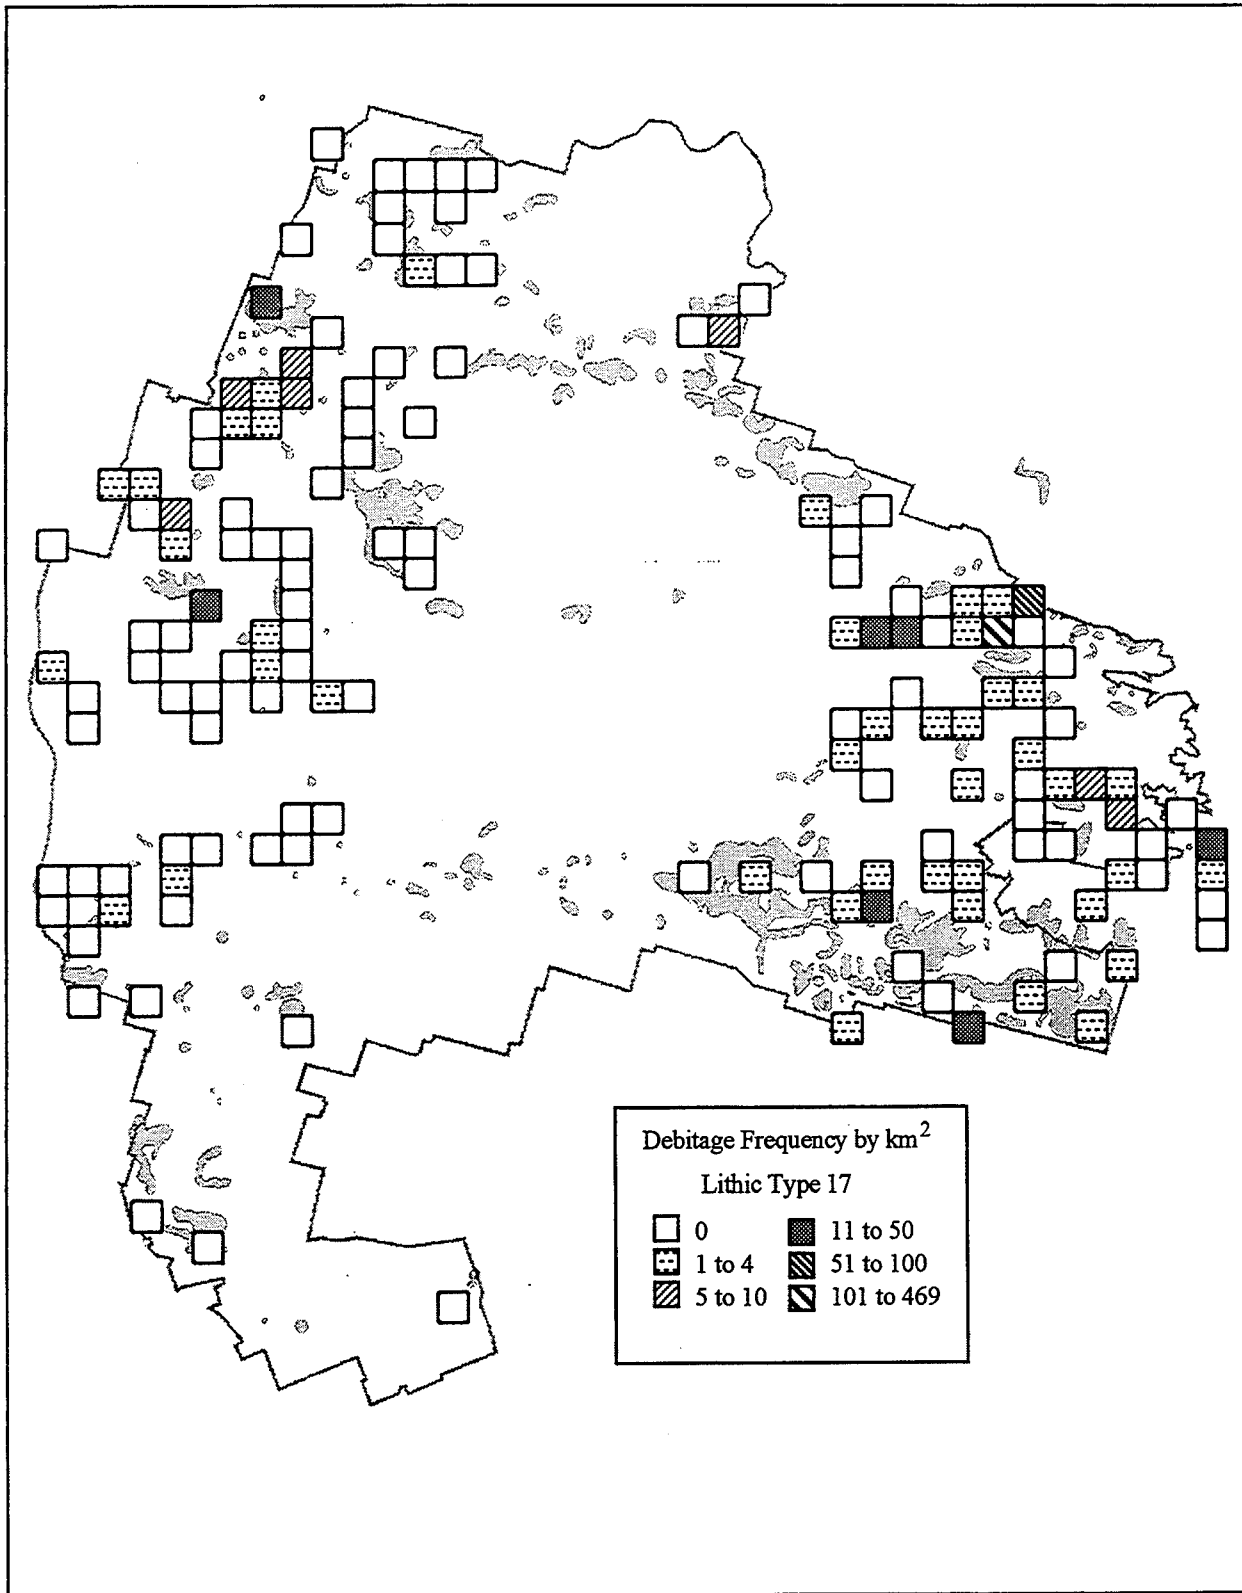 Debitage Frequency by km²
Lithic Type 17
0
11 to 50
1 to 4
51 to 100
5 to 10
101 to 469